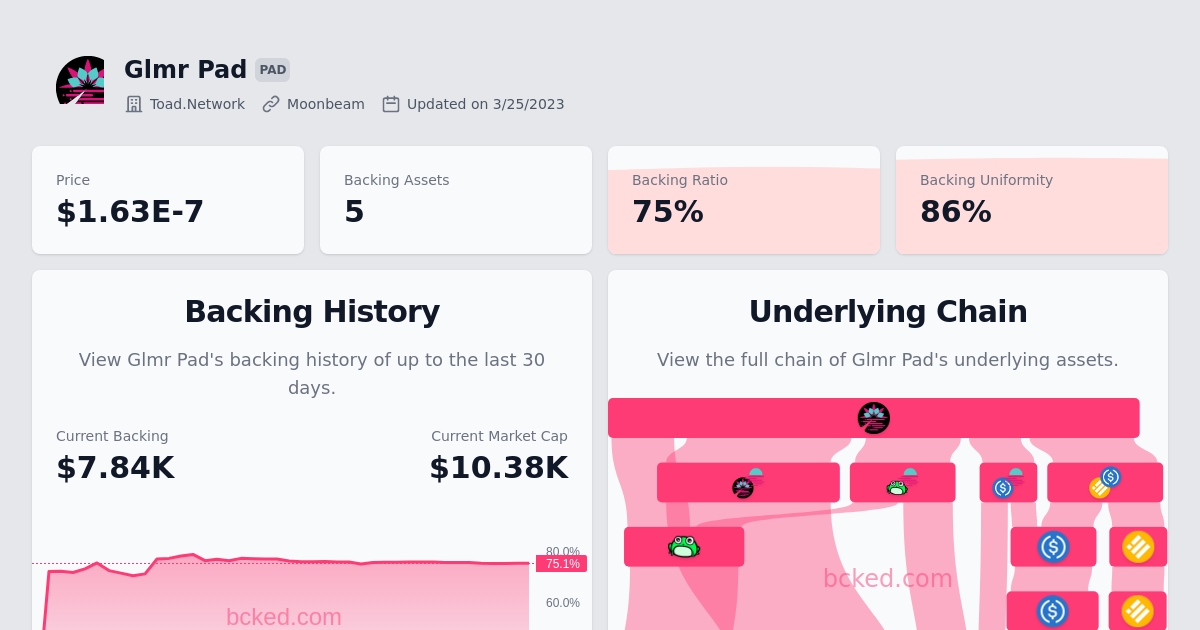 Glmr Pad PAD
Toad.Network Moonbeam Updated on 3/25/2023
Price
$1.63E-7
Backing Assets
5
Backing Ratio
75%
Backing Uniformity
86%
Backing History
View Glmr Pad's backing history of up to the last 30
days.
Current Backing
$7.84K
Current Market Cap
$10.38K
80.0%
75.1%
60.0%
bcked.com
Underlying Chain
View the full chain of Glmr Pad's underlying assets.
bcked.com